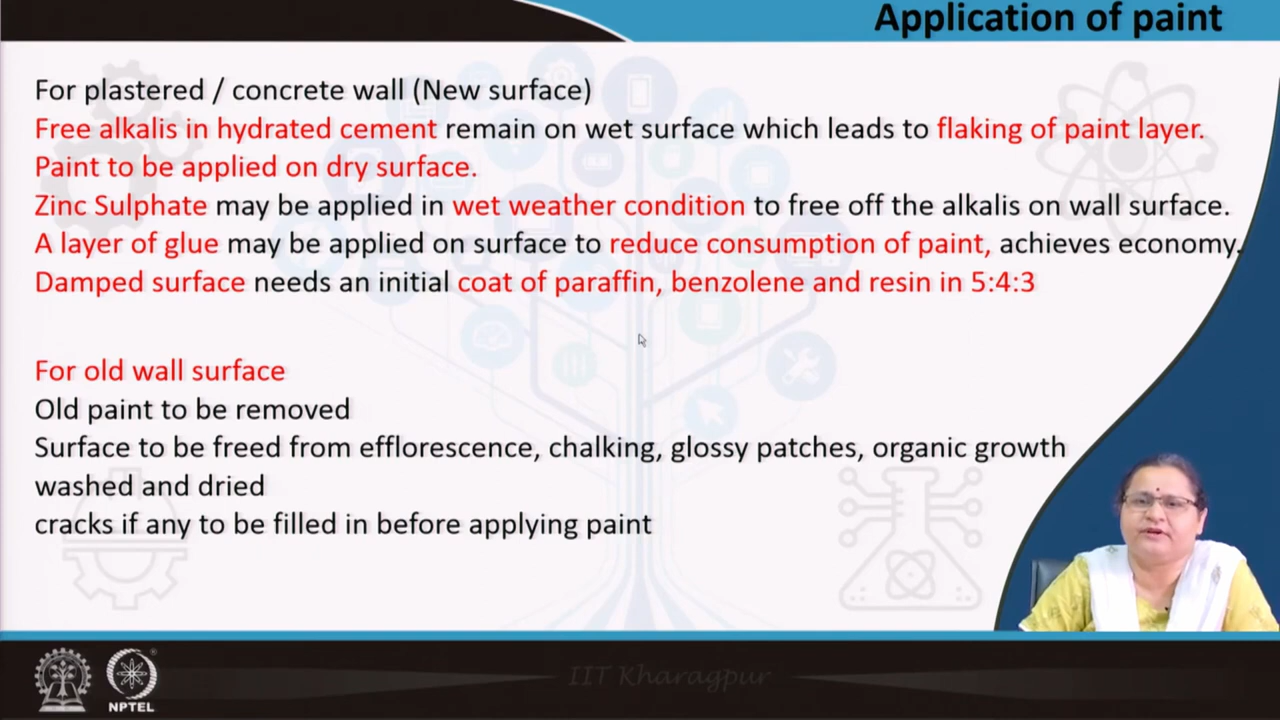 Application of paint
For plastered / concrete wall (New surface)
Free alkalis in hydrated cement remain on wet surface which leads to flaking of paint layer.
Paint to be applied on dry surface.
Zinc Sulphate may be applied in wet weather condition to free off the alkalis on wall surface.
A layer of glue may be applied on surface to reduce consumption of paint, achieves economy.
Damped surface needs an initial coat of paraffin, benzolene and resin in 5:4:3
For old wall surface
Old paint to be removed
Surface to be freed from efflorescence, chalking, glossy patches, organic growth
washed and dried
cracks if any to be filled in before applying paint
IIT Kharagpur
NPTEL